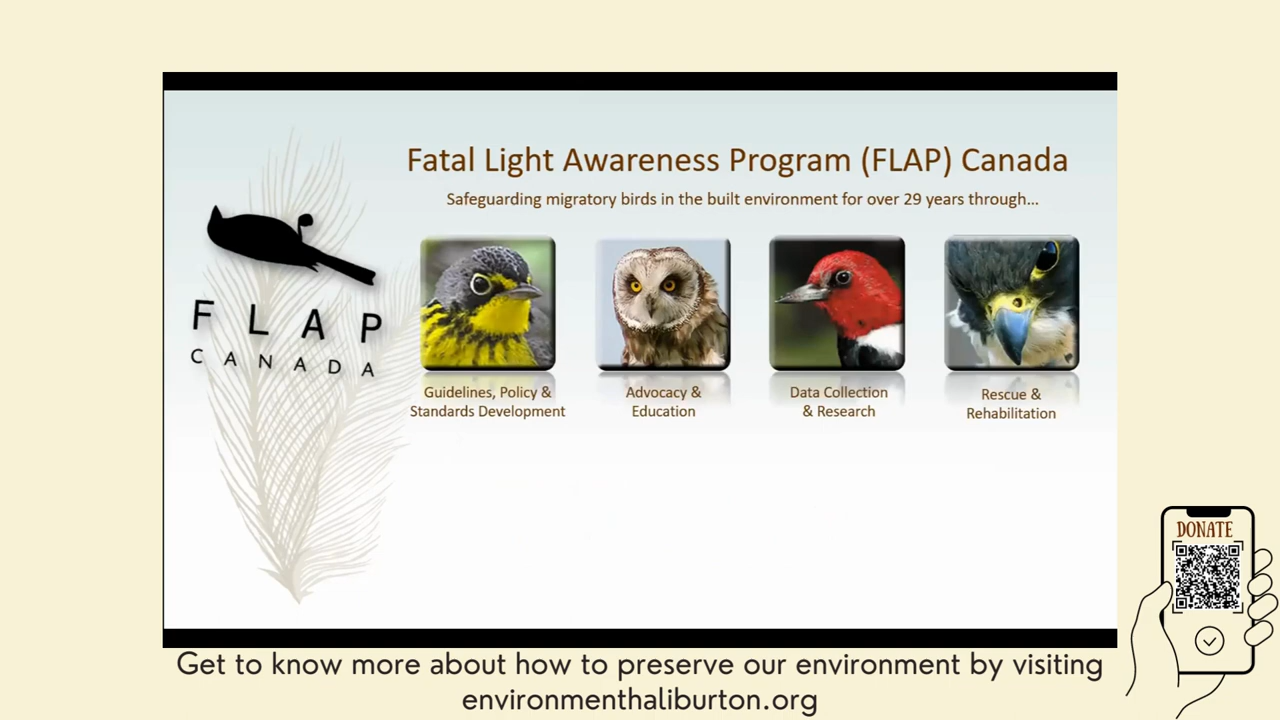 Fatal Light Awareness Program (FLAP) Canada
Safeguarding migratory birds in the built environment for over 29 years through...
FLAP
CANADA
Guidelines, Policy &
Standards Development
Advocacy &
Education
Data Collection
& Research
Rescue &
Rehabilitation
DONATE
Get to know more about how to preserve our environment by visiting
environmenthaliburton.org